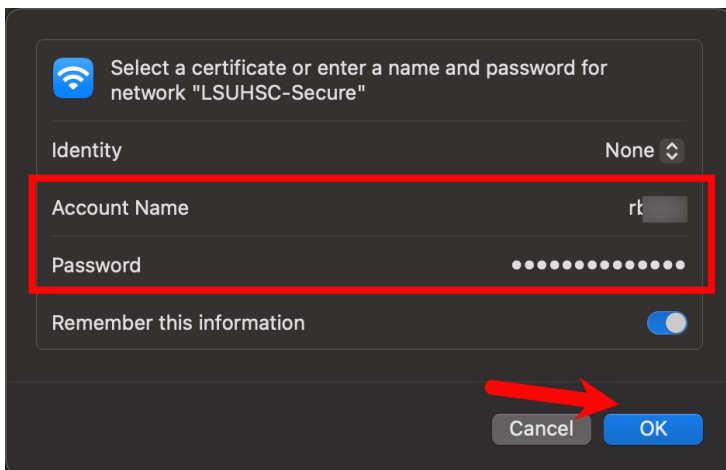 Select a certificate or enter a name and password for
network "LSUHSC-Secure"
Identity None
Account Name
Password ●●●●●●●●●●●●●●
Remember this information
Cancel OK